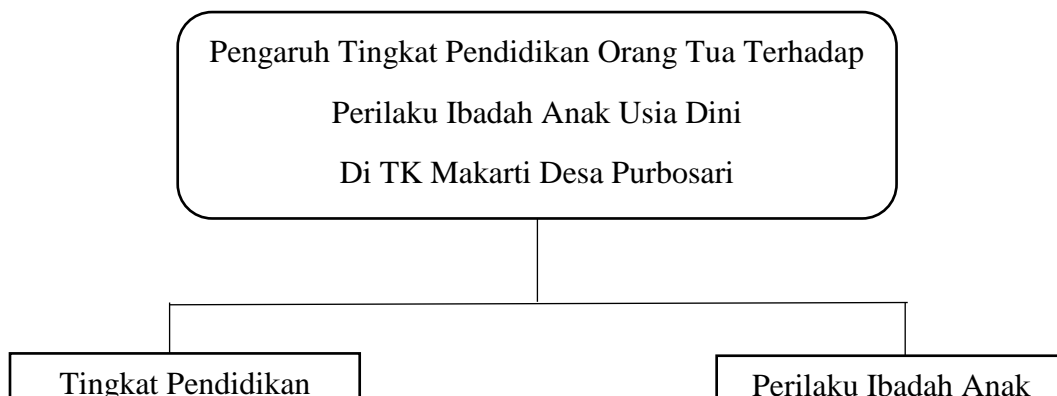 Pengaruh Tingkat Pendidikan Orang Tua Terhadap
Perilaku Ibadah Anak Usia Dini
Di TK Makarti Desa Purbosari
Tingkat Pendidikan
Perilaku Ibadah Anak